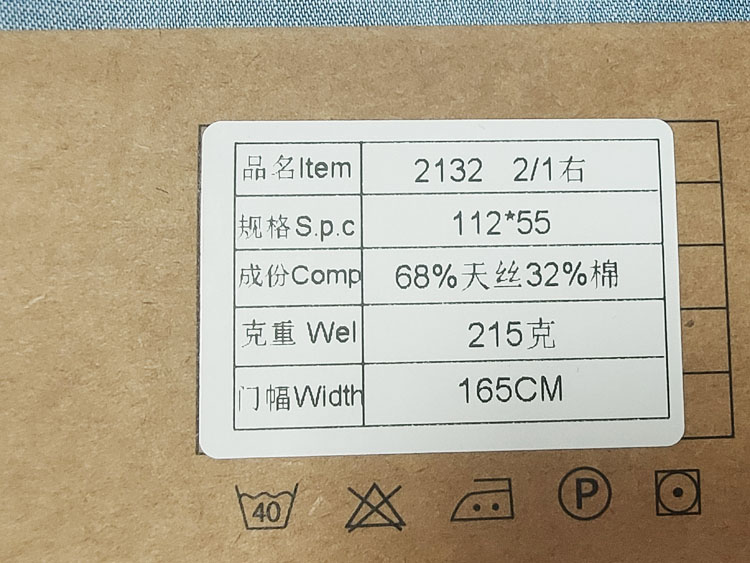 品名Item 2132 2/1右
规格S.p.c 112*55
成份Comp 68%天丝32%棉
克重 Wel 215克
门幅Width 165CM
40 P